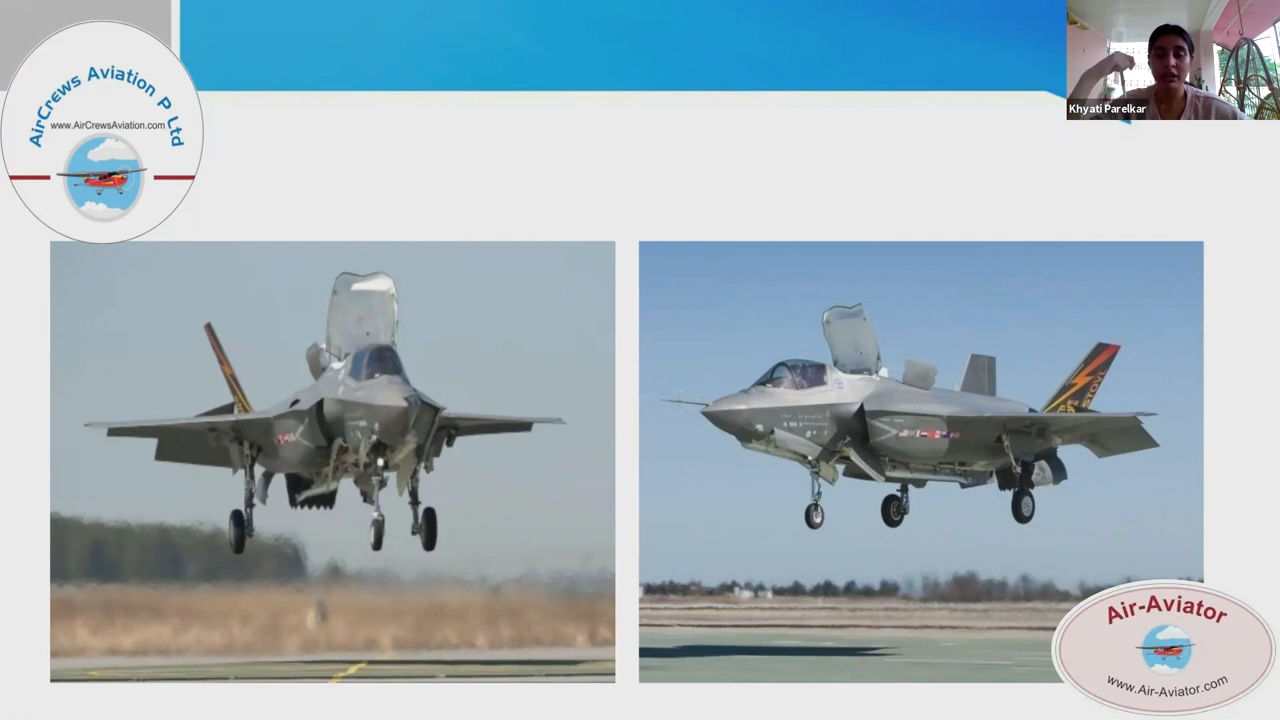 AirCrews Aviation P Ltd
www.AirCrewsAviation.com
Khyati Parelkar
STOVL
Air-Aviator
www.Air-Aviator.com